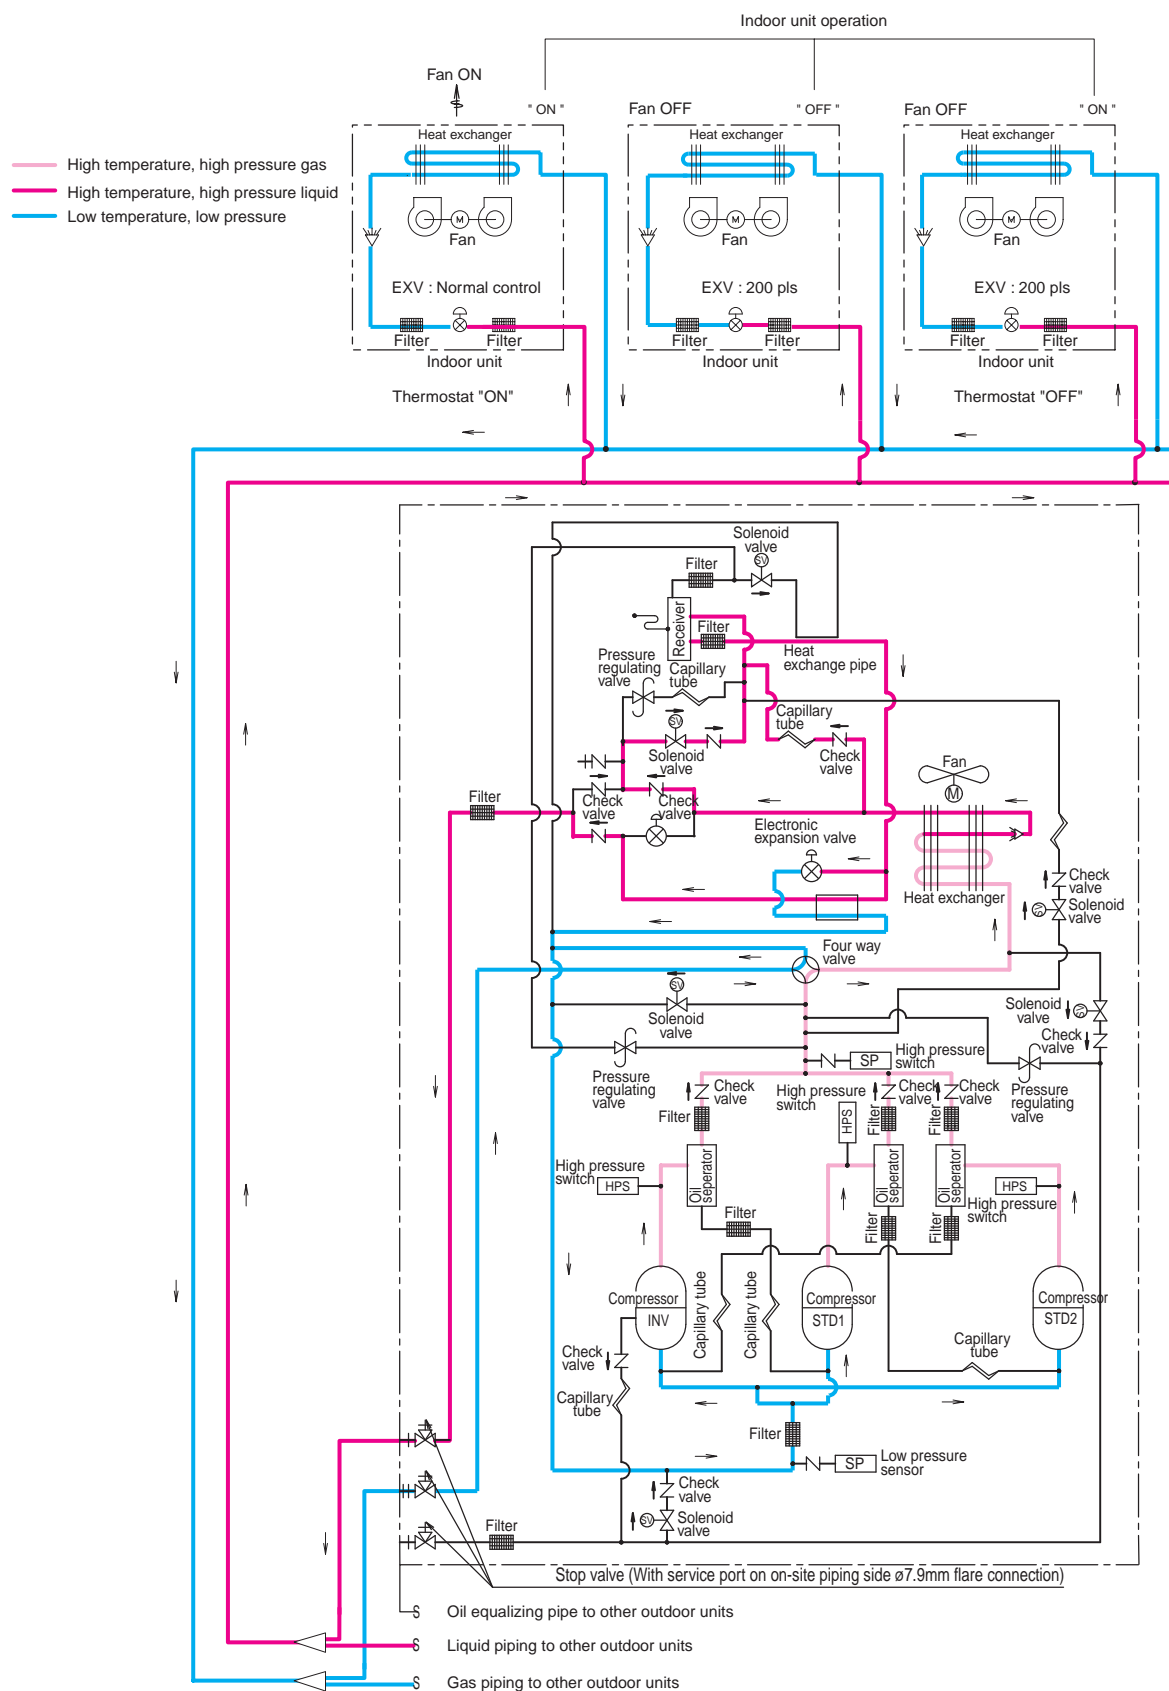 Indoor unit operation
Fan ON
" ON "
Fan OFF
" OFF "
Fan OFF
" ON "
Heat exchanger
Heat exchanger
Heat exchanger
High temperature, high pressure gas
High temperature, high pressure liquid
Low temperature, low pressure
M
M
M
Fan
Fan
Fan
EXV : Normal control
EXV : 200 pls
EXV : 200 pls
Filter
Filter
Filter
Filter
Filter
Filter
Indoor unit
Indoor unit
Indoor unit
Thermostat "ON"
Thermostat "OFF"
Solenoid
valve
SV
Filter
Receiver
Filter
Heat
exchange pipe
Pressure
regulating
valve
Capillary
tube
SV
Solenoid
valve
Capillary
tube
Check
valve
Fan
M
Filter
Check
valve
Check
valve
Electronic
expansion valve
Heat exchanger
Check
valve
SV
Solenoid
valve
Four way
valve
SV
Solenoid
valve
Solenoid
valve
SV
Check
valve
Pressure
regulating
valve
SP
High pressure
switch
Pressure
regulating valve
Check
valve
High pressure
switch
Check
valve
Check
valve
Filter
HPS
Filter
Filter
High pressure
switch
HPS
Oil
seperator
Oil
seperator
Oil
seperator
HPS
High pressure
switch
Filter
Filter
Filter
Compressor
INV
Capillary tube
Capillary tube
Compressor
STD1
Compressor
STD2
Check
valve
Capillary
tube
Capillary
tube
Filter
SP
Low pressure
sensor
Check
valve
SV
Solenoid
valve
Filter
Stop valve (With service port on on-site piping side ø7.9mm flare connection)
Oil equalizing pipe to other outdoor units
Liquid piping to other outdoor units
Gas piping to other outdoor units